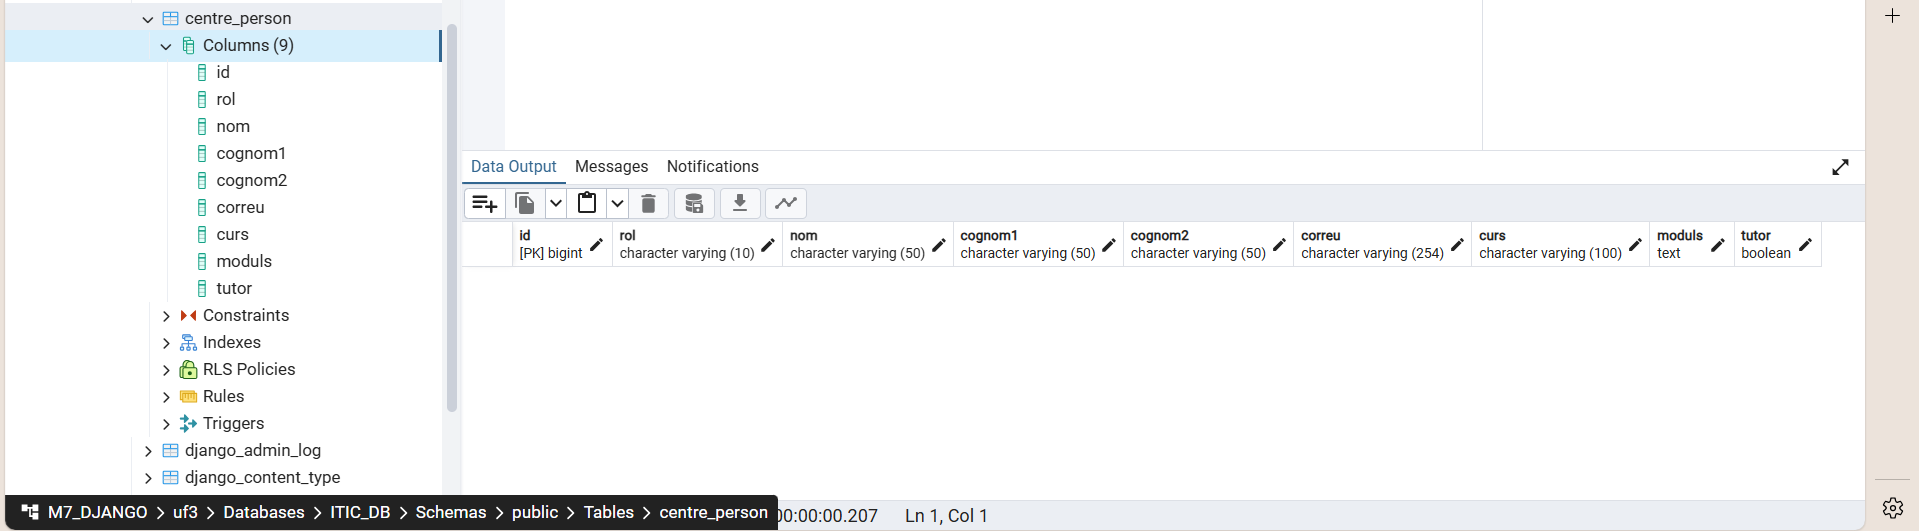 centre_person
Columns (9)
id
rol
nom
cognom1
cognom2
correu
curs
moduls
tutor
Constraints
Indexes
RLS Policies
Rules
Triggers
django_admin_log
django_content_type
M7_DJANGO > uf3 > Databases > ITIC_DB > Schemas > public > Tables > centre_person
Data Output Messages Notifications
id rol nom cognom1 cognom2 correu curs moduls tutor
[PK] bigint character varying (10) character varying (50) character varying (50) character varying (50) character varying (254) character varying (100) text boolean
00:00:00.207 Ln 1, Col 1